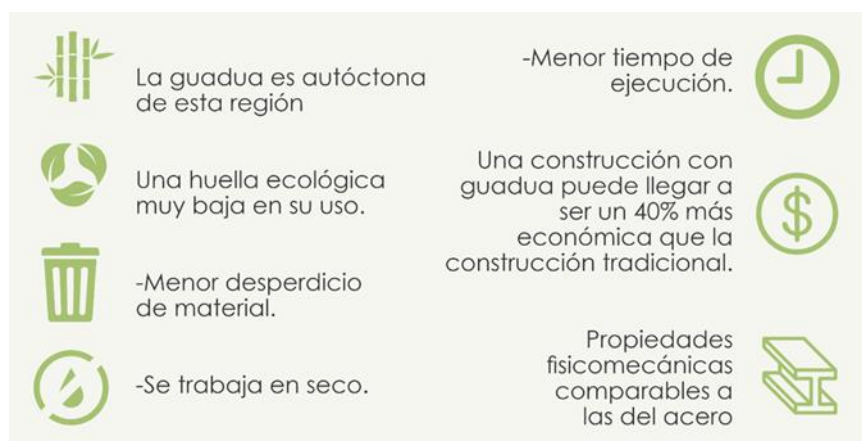 La guadua es autóctona
de esta región
Una huella ecológica
muy baja en su uso.
-Menor desperdicio
de material.
-Se trabaja en seco.
-Menor tiempo de
ejecución.
Una construcción con
guadua puede llegar a
ser un 40% más
económica que la
construcción tradicional.
Propiedades
fisicomecánicas
comparables a
las del acero